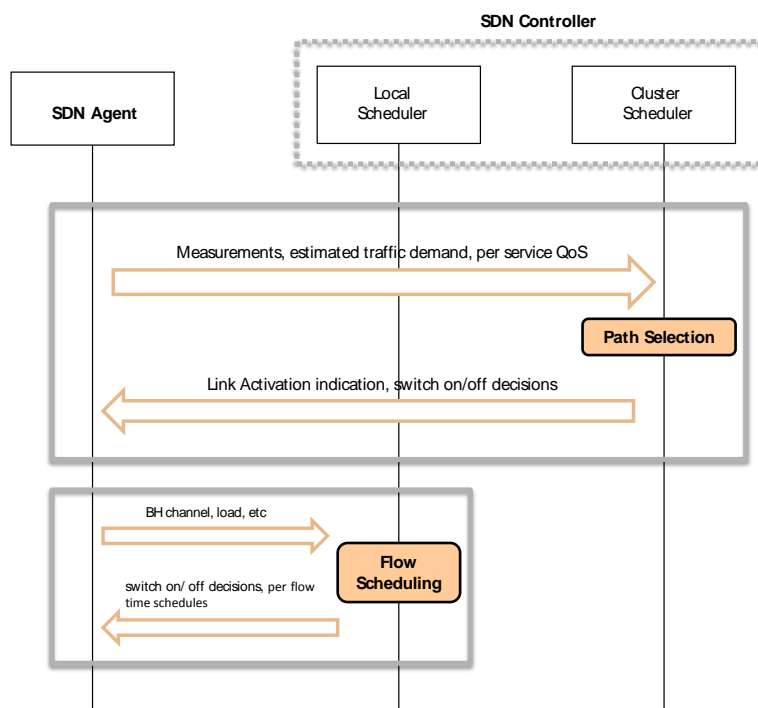 SDN Controller
SDN Agent
Local
Scheduler
Cluster
Scheduler
Measurements, estimated traffic demand, per service QoS
Path Selection
Link Activation indication, switch on/off decisions
BH channel, load, etc
Flow
Scheduling
switch on/ off decisions, per flow
time schedules